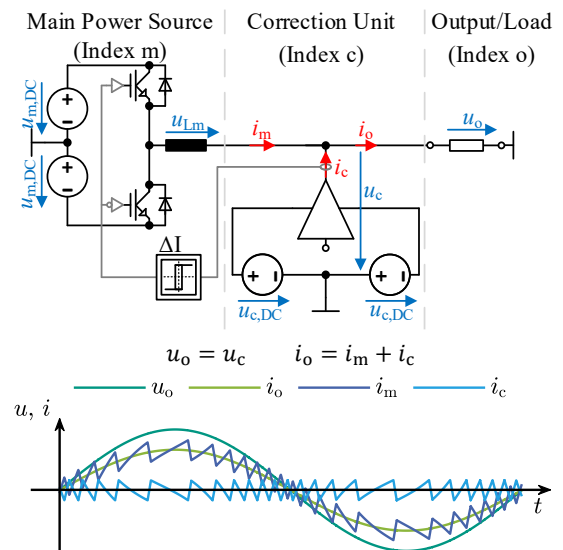 Main Power Source Correction Unit Output/Load
(Index m) (Index c) (Index o)
u_m,DC
u_Lm
i_m
i_o
u_o
u_m,DC
i_c
u_c
ΔI
u_c,DC
u_c,DC
u_o = u_c i_o = i_m + i_c
u_o i_o i_m i_c
u, i
t